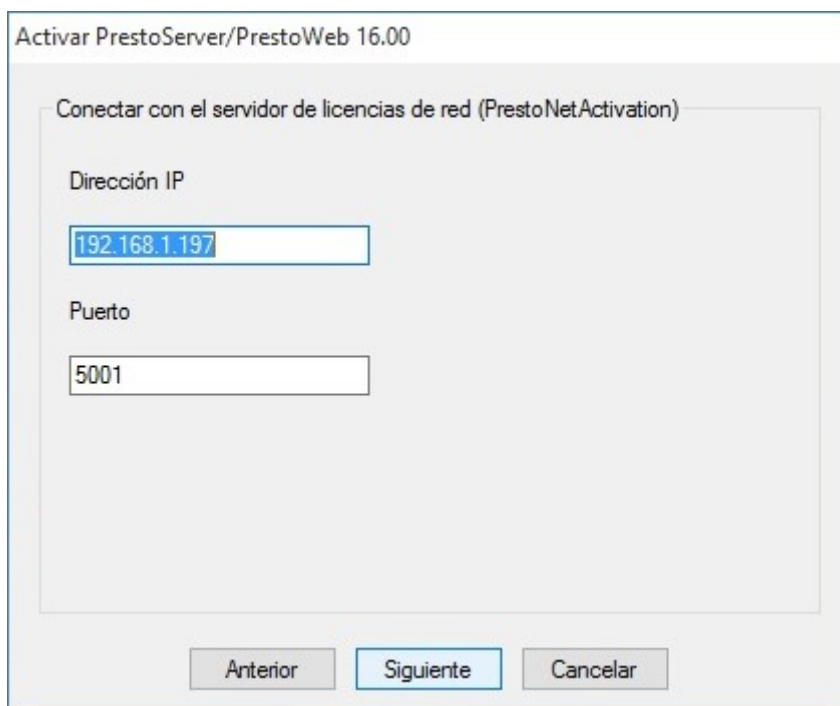 Activar PrestoServer/PrestoWeb 16.00
Conectar con el servidor de licencias de red (PrestoNetActivation)
Dirección IP
192.168.1.197
Puerto
5001
Anterior Siguiente Cancelar